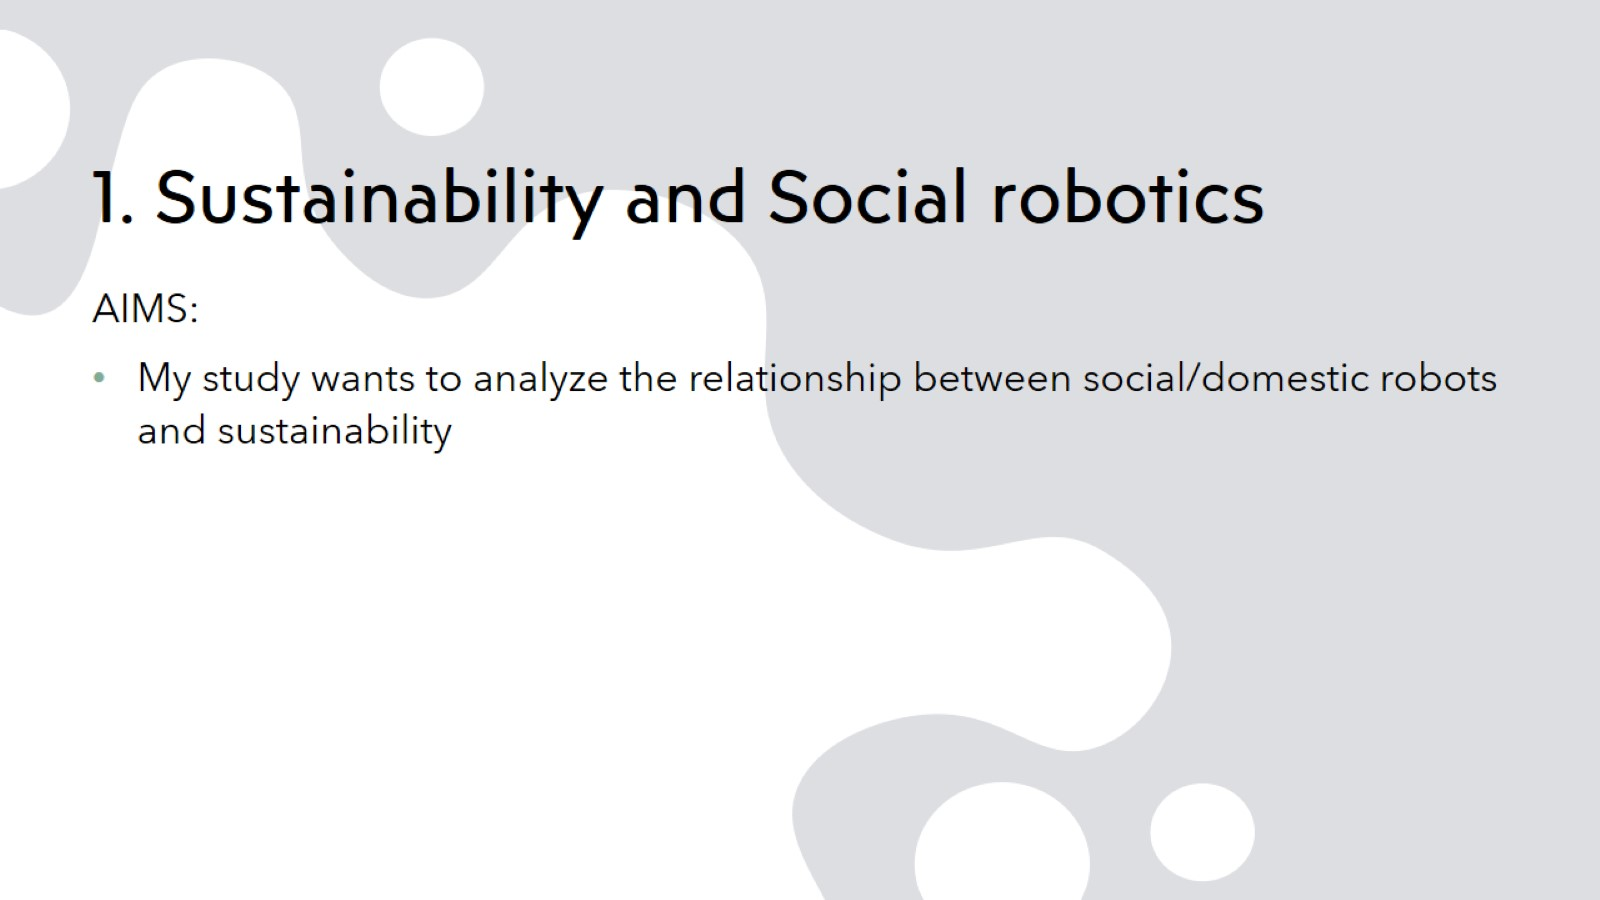 1. Sustainability and Social robotics
AIMS:
• My study wants to analyze the relationship between social/domestic robots
and sustainability